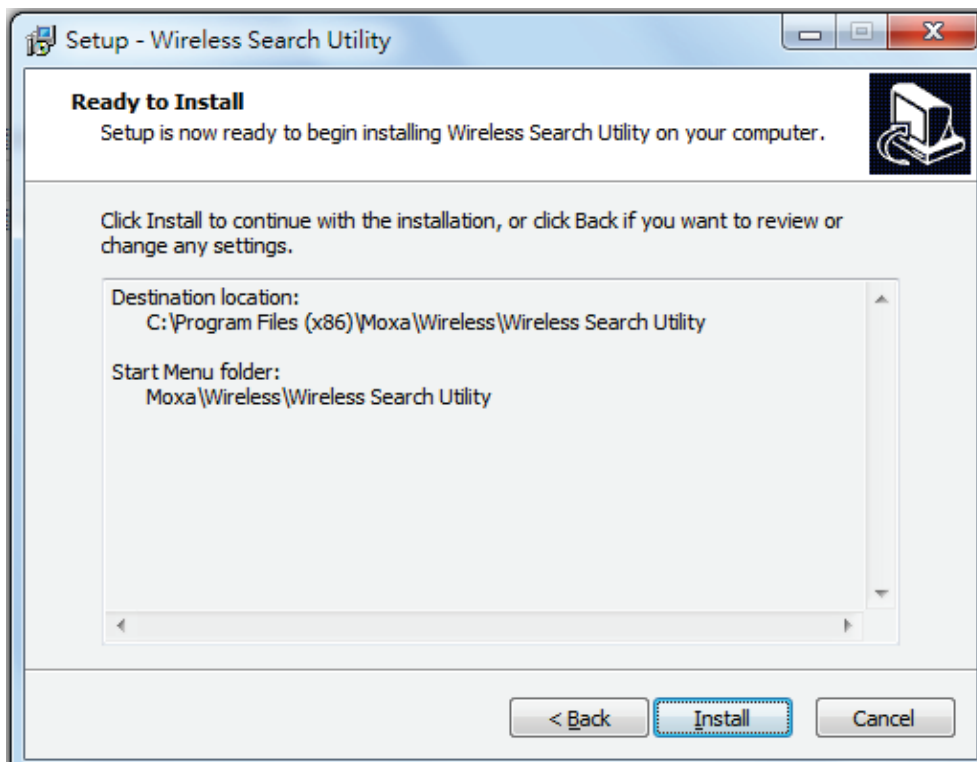 Setup - Wireless Search Utility
Ready to Install
Setup is now ready to begin installing Wireless Search Utility on your computer.
Click Install to continue with the installation, or click Back if you want to review or
change any settings.
Destination location:
C:\Program Files (x86)\Moxa\Wireless\Wireless Search Utility
Start Menu folder:
Moxa\Wireless\Wireless Search Utility
< Back Install Cancel